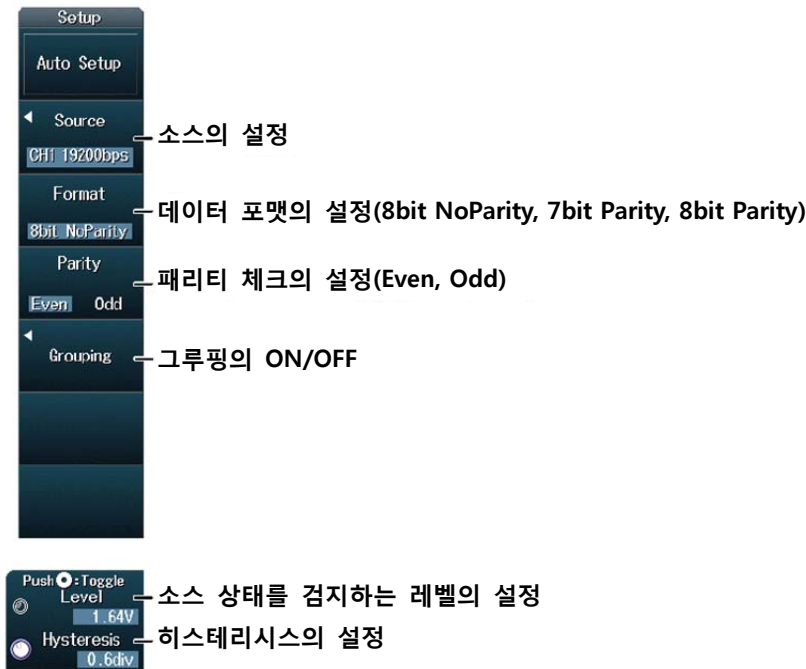 Setup
Auto Setup
Source
소스의 설정
CH1 19200bps
Format
데이터 포맷의 설정(8bit NoParity, 7bit Parity, 8bit Parity)
8bit NoParity
Parity
패리티 체크의 설정(Even, Odd)
Even Odd
Grouping
그루핑의 ON/OFF
Push:Toggle
Level
소스 상태를 검지하는 레벨의 설정
1.64V
Hysteresis
히스테리시스의 설정
0.6div